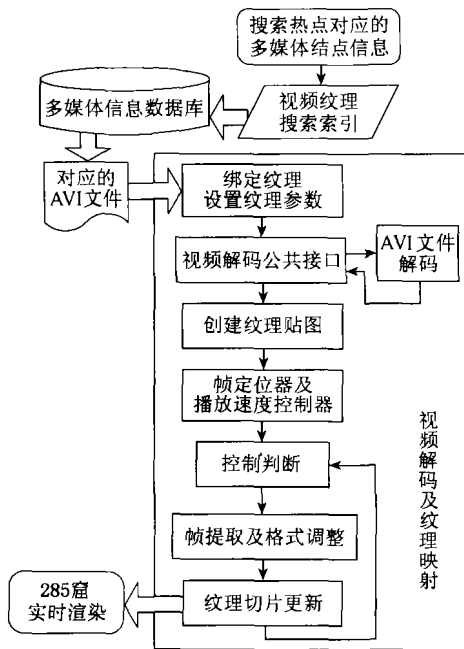 搜索热点对应的
多媒体结点信息
视频纹理
搜索索引
多媒体信息数据库
对应的
AVI文件
绑定纹理
设置纹理参数
视频解码公共接口
AVI文件
解码
创建纹理贴图
帧定位器及
播放速度控制器
控制判断
帧提取及格式调整
纹理切片更新
285窟
实时渲染
视频解码及纹理映射